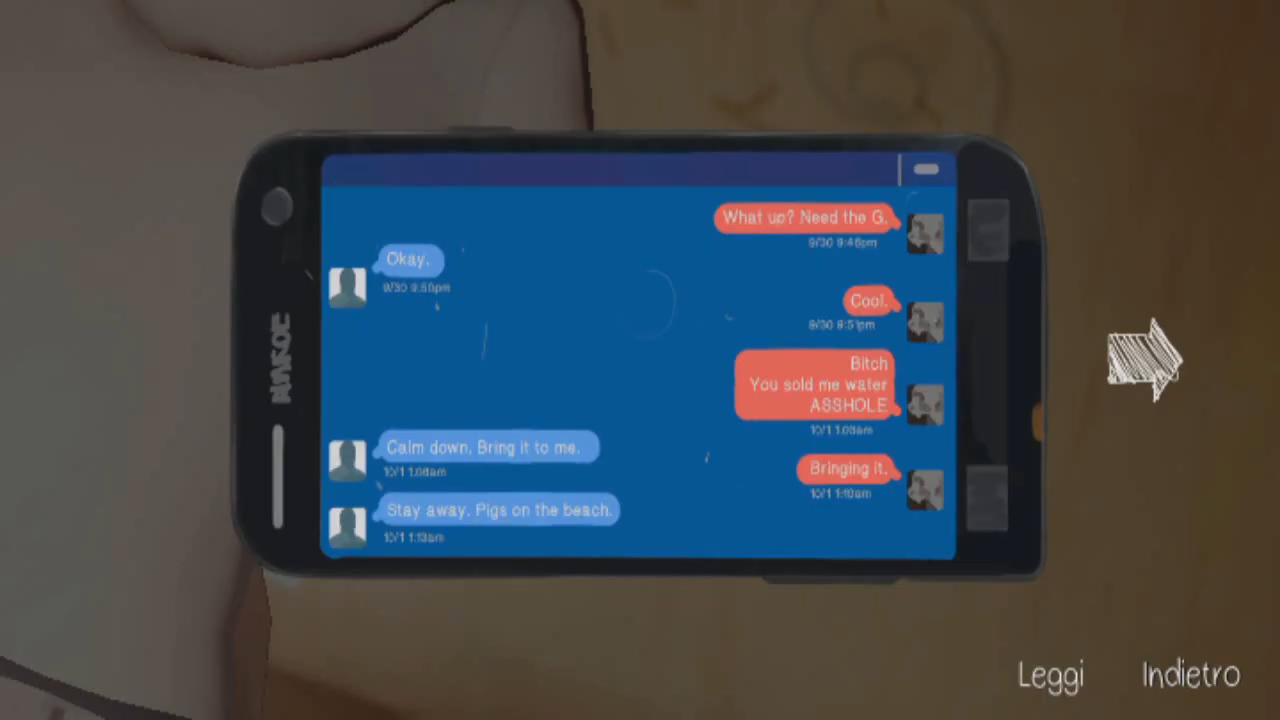 What up? Need the G.
9/30 9:46pm
Okay.
9/30 9:50pm
Cool.
9/30 9:51pm
Bitch
You sold me water
ASSHOLE
10/1 1:03am
Calm down. Bring it to me.
10/1 1:08am
Bringing it.
10/1 1:10am
Stay away. Pigs on the beach.
10/1 1:13am
Leggi
Indietro